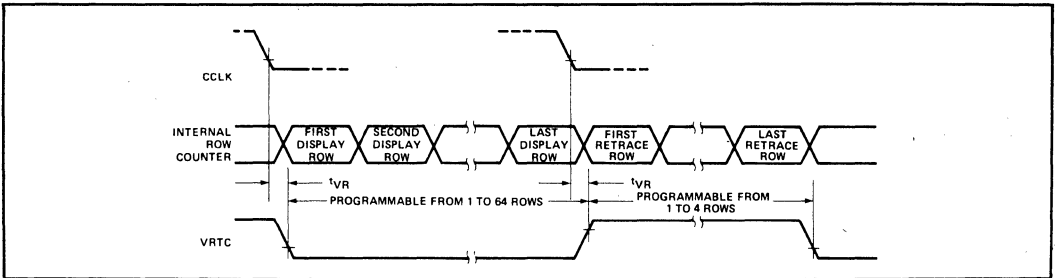 CCLK
INTERNAL
ROW
COUNTER
FIRST
DISPLAY
ROW
SECOND
DISPLAY
ROW
LAST
DISPLAY
ROW
FIRST
RETRACE
ROW
LAST
RETRACE
ROW
tVR
tVR
PROGRAMMABLE FROM 1 TO 64 ROWS
PROGRAMMABLE FROM
1 TO 4 ROWS
VRTC